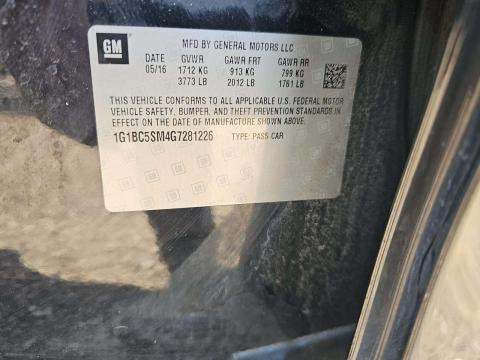 GM
MFD BY GENERAL MOTORS LLC
DATE GVWR GAWR FRT GAWR RR
05/16 1712 KG 913 KG 799 KG
3773 LB 2012 LB 1761 LB
THIS VEHICLE CONFORMS TO ALL APPLICABLE U.S. FEDERAL MOTOR
VEHICLE SAFETY, BUMPER, AND THEFT PREVENTION STANDARDS IN
EFFECT ON THE DATE OF MANUFACTURE SHOWN ABOVE.
1G1BC5SM4G7281226 TYPE: PASS CAR